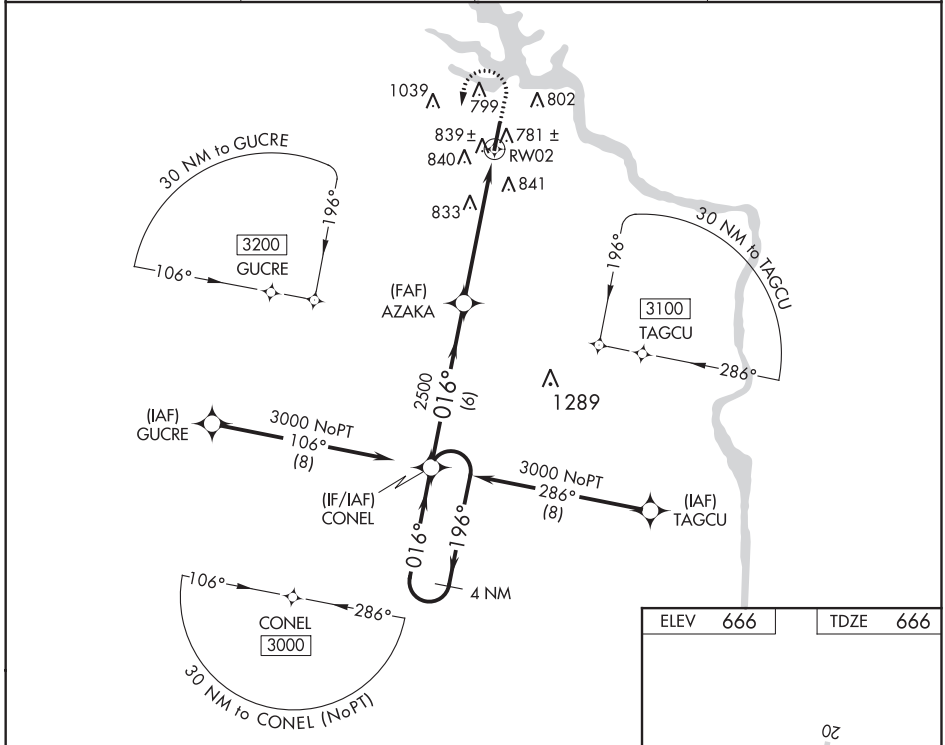 1039
799
802
839 ±
781 ±
840
RW02
841
833
30 NM to GUCRE
196°
3200
GUCRE
106°
30 NM to TAGCU
196°
3100
TAGCU
286°
(FAF)
AZAKA
2500
016°
(6)
1289
(IAF)
GUCRE
3000 NoPT
106°
(8)
(IF/IAF)
CONEL
3000 NoPT
286°
(8)
(IAF)
TAGCU
016°
196°
4 NM
106°
286°
CONEL
3000
30 NM to CONEL (NoPT)
ELEV 666
TDZE 666
20